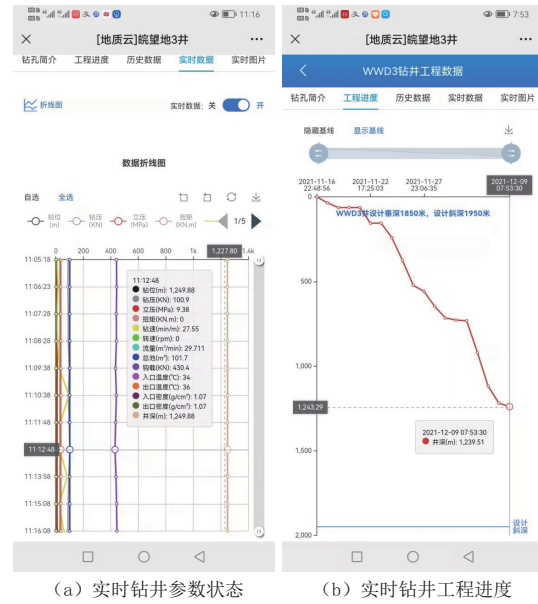 11:16
[地质云]皖望地3井
钻孔简介 工程进度 历史数据 实时数据 实时图片
折线图 实时数据: 关 开
数据折线图
自选 全选
钻位(m) 钻压(KN) 立压(MPa) 扭矩(KN.m) 1/5
0 200 400 600 800 1k 1,227.80 1.4k
11:05:18
11:06:23
11:07:28
11:08:28
11:09:38
11:10:38
11:11:48
11:12:48
11:13:58
11:15:08
11:16:08
11:12:48
钻位(m): 1,249.88
钻压(KN): 100.9
立压(MPa): 9.38
扭矩(KN.m): 0
钻速(min/m): 27.55
转速(rpm): 0
流量(m³/min): 29.711
总池(m³): 101.7
钩载(KN): 430.4
入口温度(℃): 34
出口温度(℃): 36
入口密度(g/cm³): 1.07
出口密度(g/cm³): 1.07
井深(m): 1,249.88
(a) 实时钻井参数状态
7:53
[地质云]皖望地3井
WWD3钻井工程数据
钻孔简介 工程进度 历史数据 实时数据 实时图片
隐藏基线 显示基线
2021-11-16 2021-11-22 2021-11-27 2021-12-09
22:48:56 17:25:03 23:06:35 07:53:30
0
WWD3井设计垂深1850米，设计斜深1950米
500
1,000
1,243.29
2021-12-09 07:53:30
井深(m): 1,239.51
1,500
设计
斜深
2,000
(b) 实时钻井工程进度